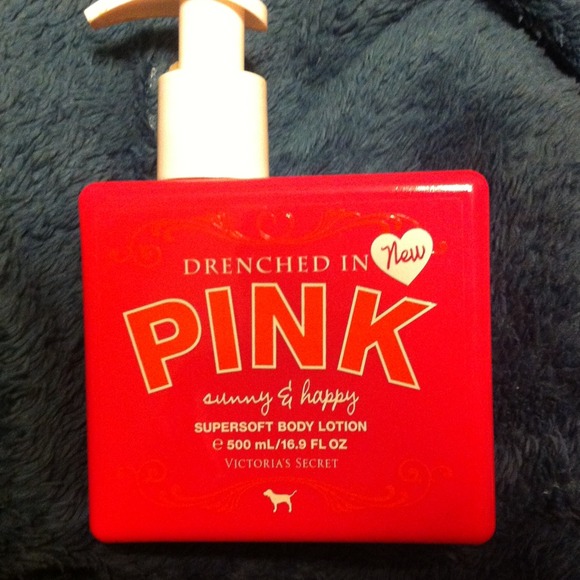 DRENCHED IN
New
PINK
sunny & happy
SUPERSOFT BODY LOTION
℮ 500 mL/16.9 FL OZ
VICTORIA'S SECRET